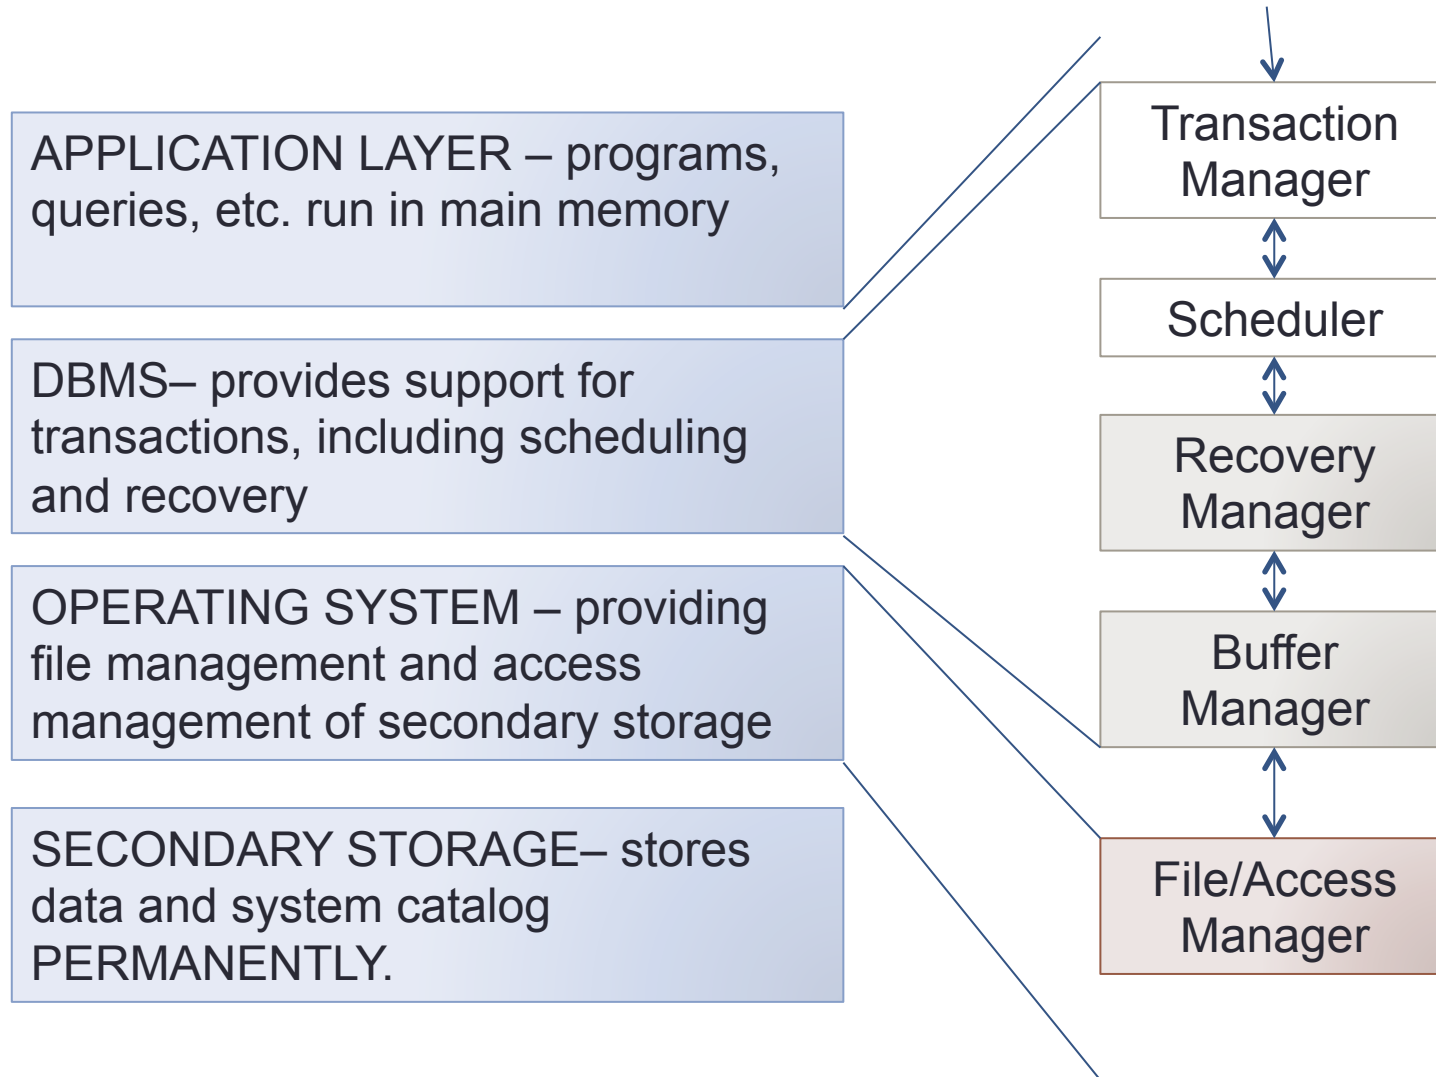 APPLICATION LAYER – programs,
queries, etc. run in main memory
DBMS– provides support for
transactions, including scheduling
and recovery
OPERATING SYSTEM – providing
file management and access
management of secondary storage
SECONDARY STORAGE– stores
data and system catalog
PERMANENTLY.
Transaction
Manager
Scheduler
Recovery
Manager
Buffer
Manager
File/Access
Manager